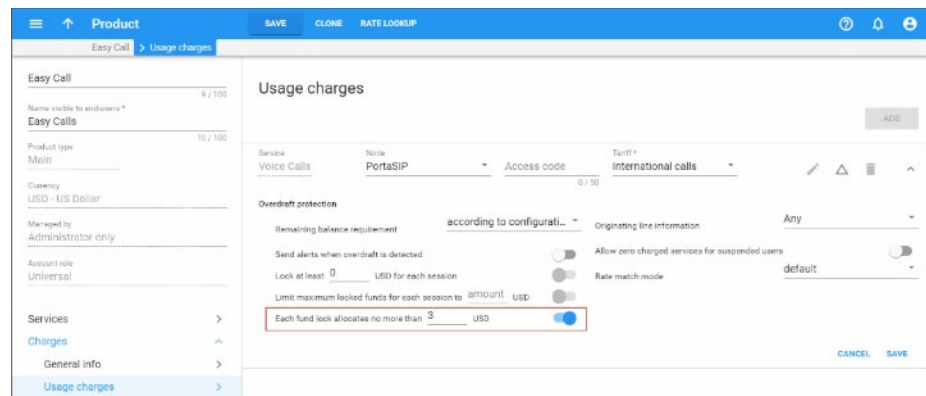 Product
SAVE CLONE RATE LOOKUP
Easy Call > Usage charges
Easy Call
9 / 100
Name visible to end-users *
Easy Calls
10 / 100
Product type
Main
Currency
USD - US Dollar
Managed by
Administrator only
Account role
Universal
Services
Charges
General info
Usage charges
Usage charges
ADD
Service
Voice Calls
Node
PortaSIP
Access code
0 / 50
Tariff *
International calls
Overdraft protection
Remaining balance requirement according to configurati...
Send alerts when overdraft is detected
Lock at least 0 USD for each session
Limit maximum locked funds for each session to amount USD
Each fund lock allocates no more than 3 USD
Originating line information Any
Allow zero charged services for suspended users
Rate match mode default
CANCEL SAVE